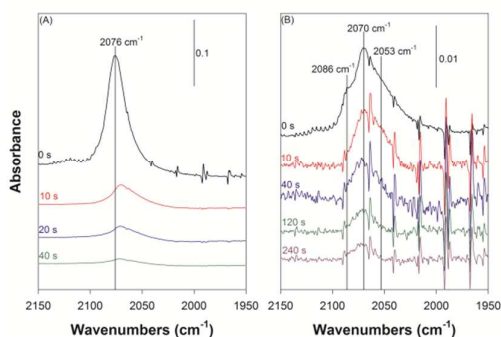 (A)
2076 cm⁻¹
0.1
0 s
10 s
20 s
40 s
2150 2100 2050 2000 1950
Wavenumbers (cm⁻¹)
Absorbance
(B)
2070 cm⁻¹
2086 cm⁻¹
2053 cm⁻¹
0.01
0 s
10 s
40 s
120 s
240 s
2150 2100 2050 2000 1950
Wavenumbers (cm⁻¹)